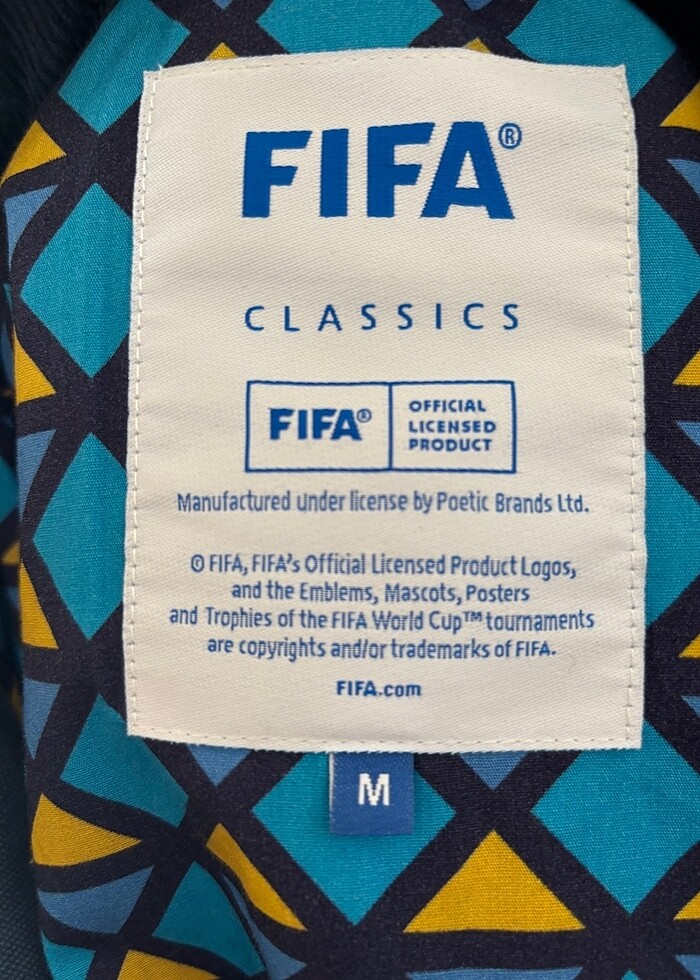 FIFA®
CLASSICS
FIFA®
OFFICIAL
LICENSED
PRODUCT
Manufactured under license by Poetic Brands Ltd.
© FIFA, FIFA's Official Licensed Product Logos,
and the Emblems, Mascots, Posters
and Trophies of the FIFA World Cup™ tournaments
are copyrights and/or trademarks of FIFA.
FIFA.com
M